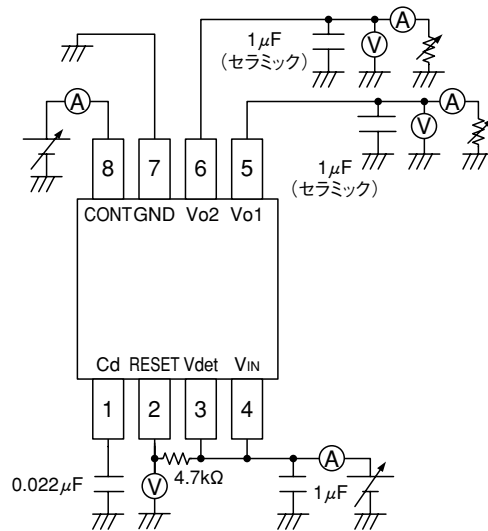 1μF
(セラミック)
A
V
A
A
V
1μF
(セラミック)
8
7
6
5
CONT
GND
Vo2
Vo1
Cd
RESET
Vdet
VIN
1
2
3
4
0.022μF
V
4.7kΩ
1μF
A